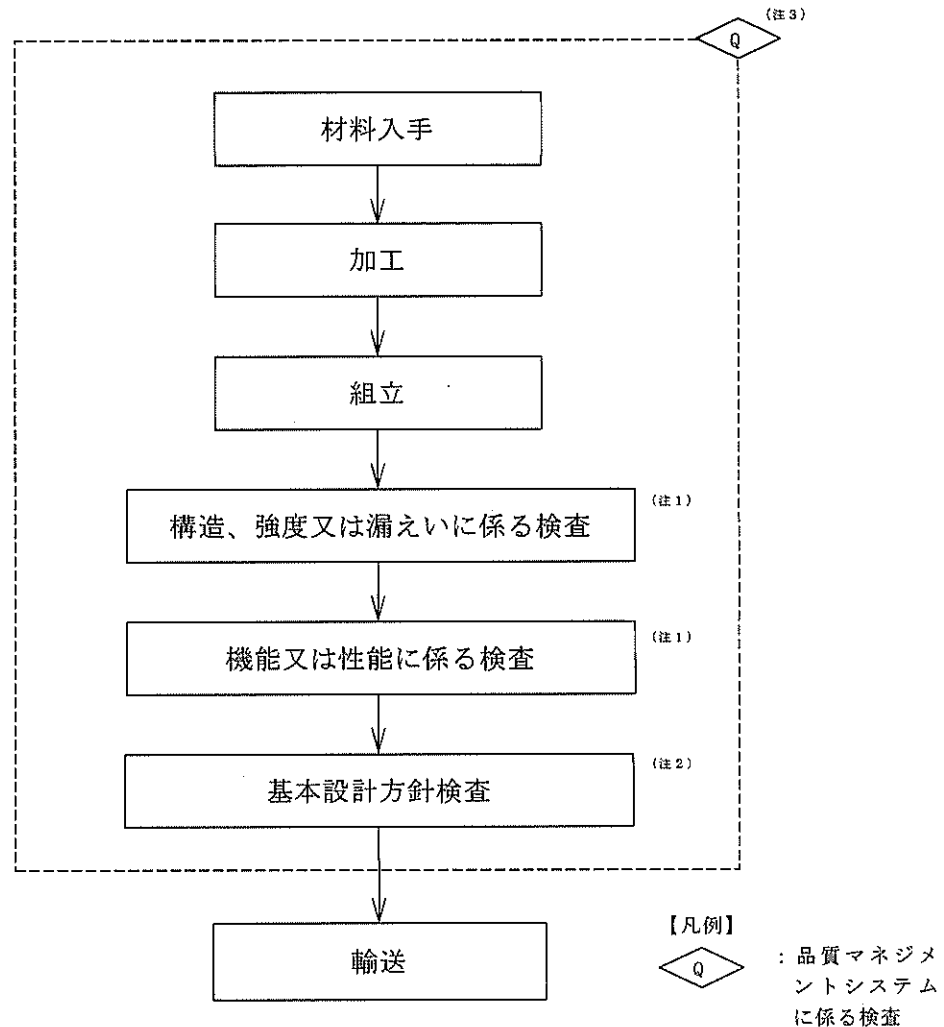 (注3)
Q
材料入手
加工
組立
構造、強度又は漏えいに係る検査
(注1)
機能又は性能に係る検査
(注1)
基本設計方針検査
(注2)
輸送
【凡例】
Q
:品質マネジメ
ントシステム
に係る検査